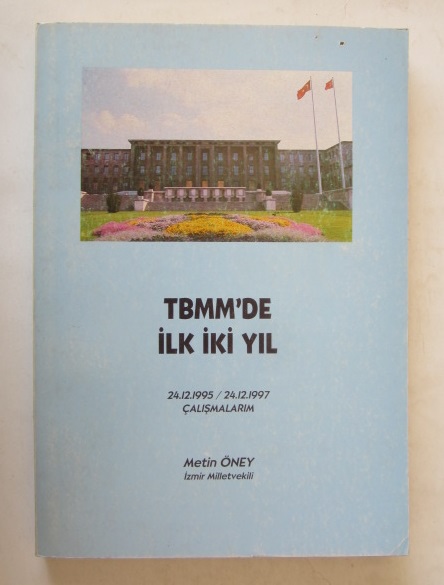 TBMM'DE
İLK İKİ YIL
24.12.1995 / 24.12.1997
ÇALIŞMALARIM
Metin ÖNEY
İzmir Milletvekili